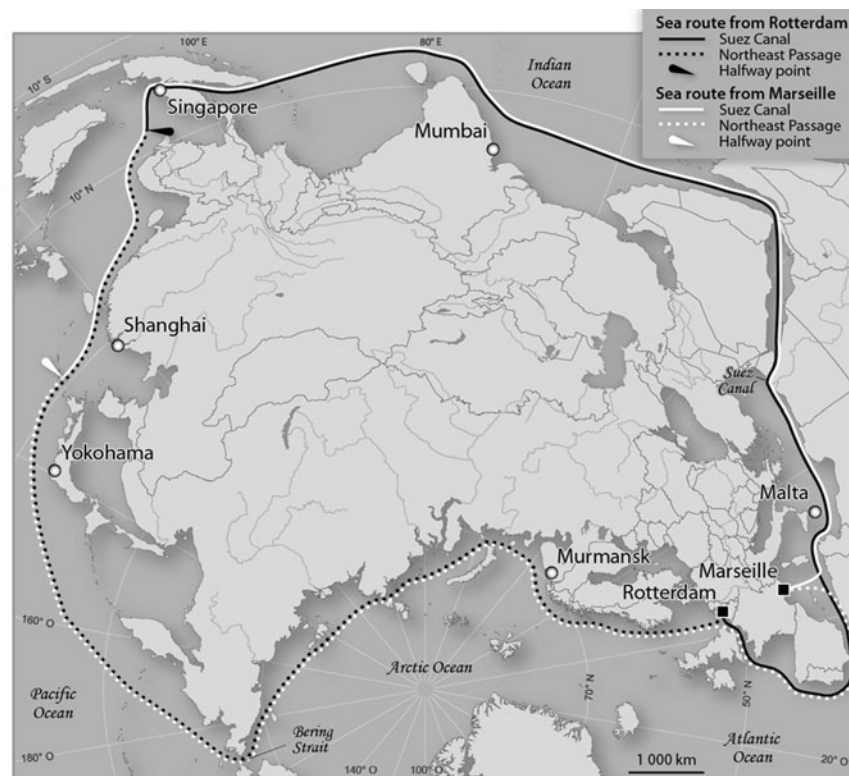 Sea route from Rotterdam
Suez Canal
Northeast Passage
Halfway point
Sea route from Marseille
Suez Canal
Northeast Passage
Halfway point
100° E
80° E
Indian
Ocean
10° S
Singapore
Mumbai
10° N
Shanghai
Suez
Canal
Yokohama
Malta
Murmansk
Marseille
Rotterdam
160° O
Arctic Ocean
70° N
50° N
Pacific
Ocean
Bering
Strait
Atlantic
Ocean
180° O
140° O
100° O
1 000 km
20° O